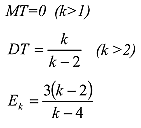 MT=0 (k>1)
DT = k / (k − 2) (k >2)
E_k = 3(k − 2) / (k − 4)